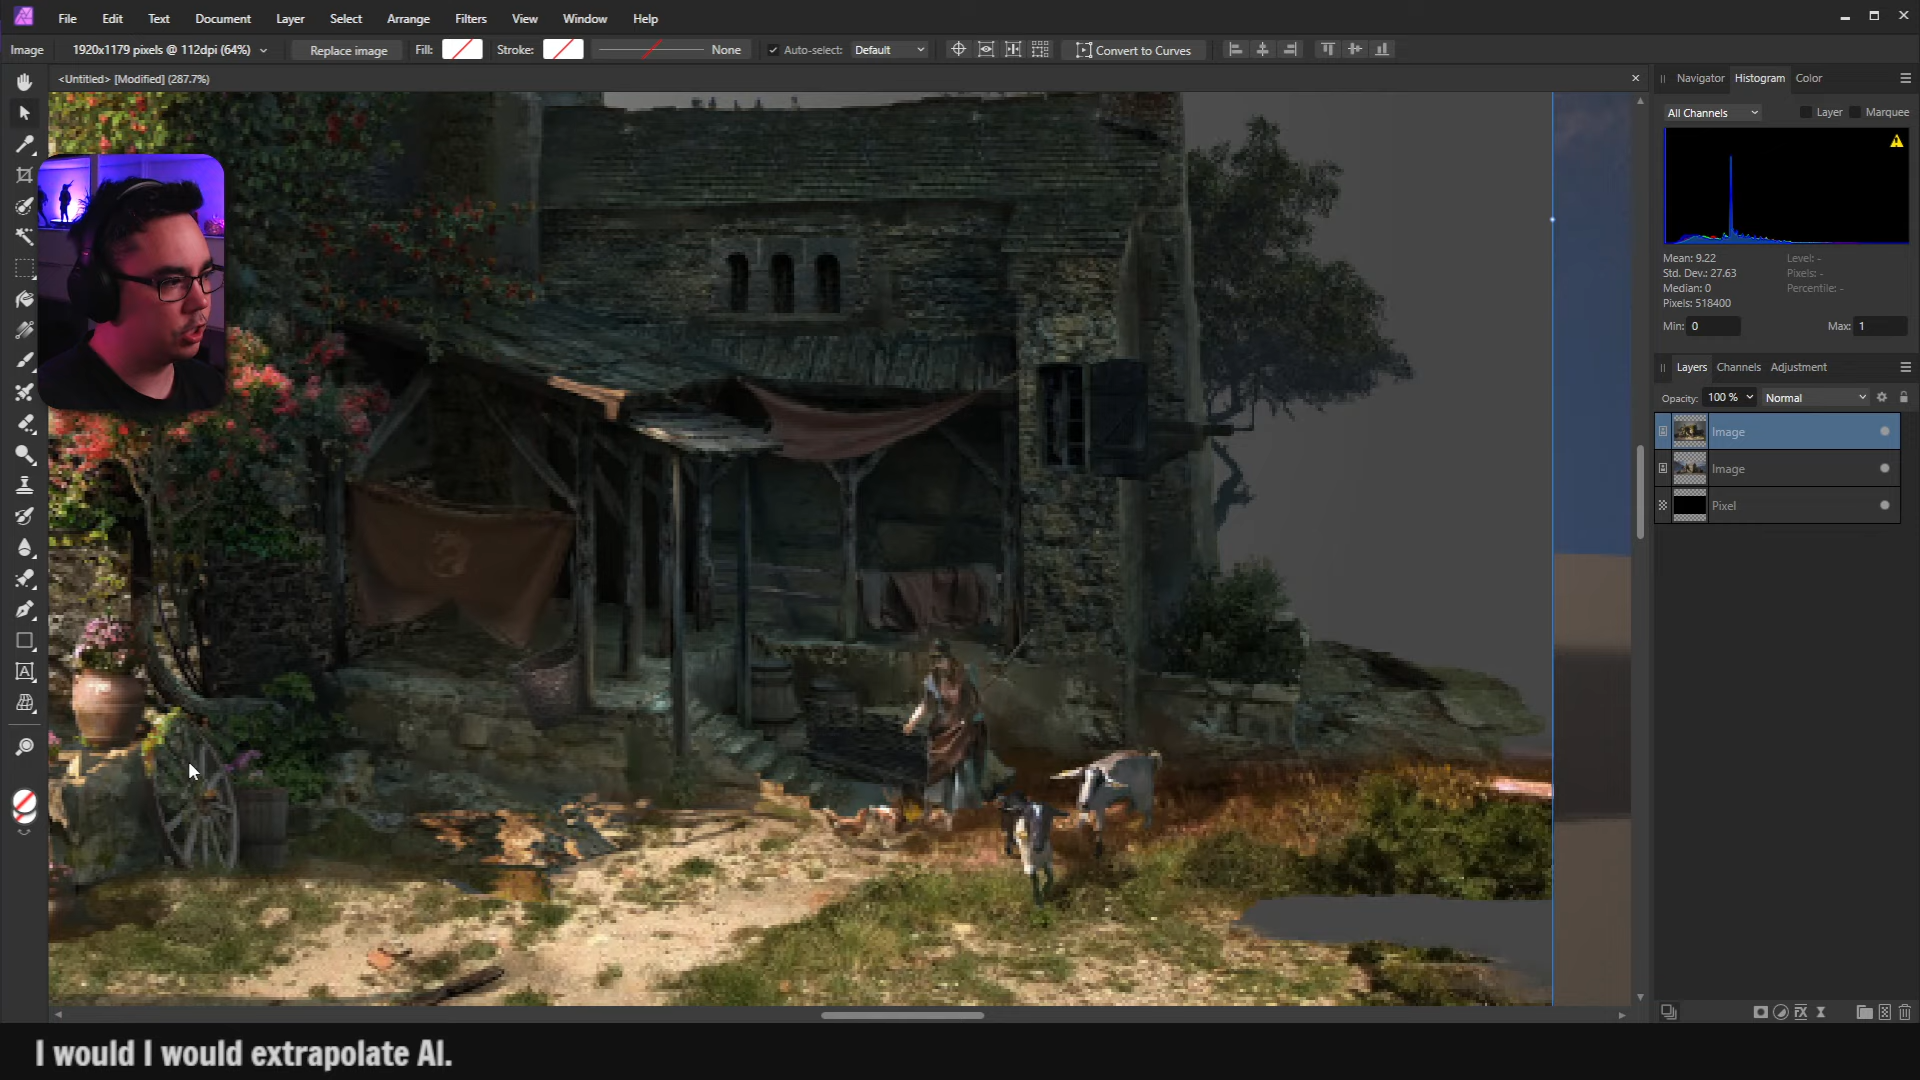 File Edit Text Document Layer Select Arrange Filters View Window Help
Image 1920x1179 pixels @ 112dpi (64%) Replace image Fill: Stroke: None Auto-select: Default Convert to Curves
<Untitled> [Modified] (287.7%)
Navigator Histogram Color
All Channels Layer Marquee
Mean: 9.22 Level: -
Std. Dev.: 27.63 Pixels: -
Median: 0 Percentile: -
Pixels: 518400
Min: 0 Max: 1
Layers Channels Adjustment
Opacity: 100 % Normal
Image
Image
Pixel
I would I would extrapolate AI.